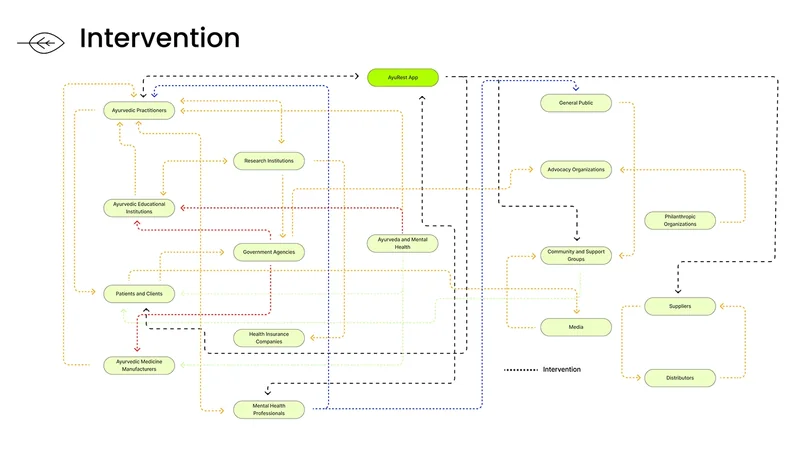 Intervention
AyuRest App
Ayurvedic Practitioners
General Public
Research Institutions
Advocacy Organizations
Ayurvedic Educational
Institutions
Philanthropic
Organizations
Government Agencies
Ayurveda and Mental
Health
Community and Support
Groups
Patients and Clients
Suppliers
Health Insurance
Companies
Media
Ayurvedic Medicine
Manufacturers
Intervention
Distributors
Mental Health
Professionals